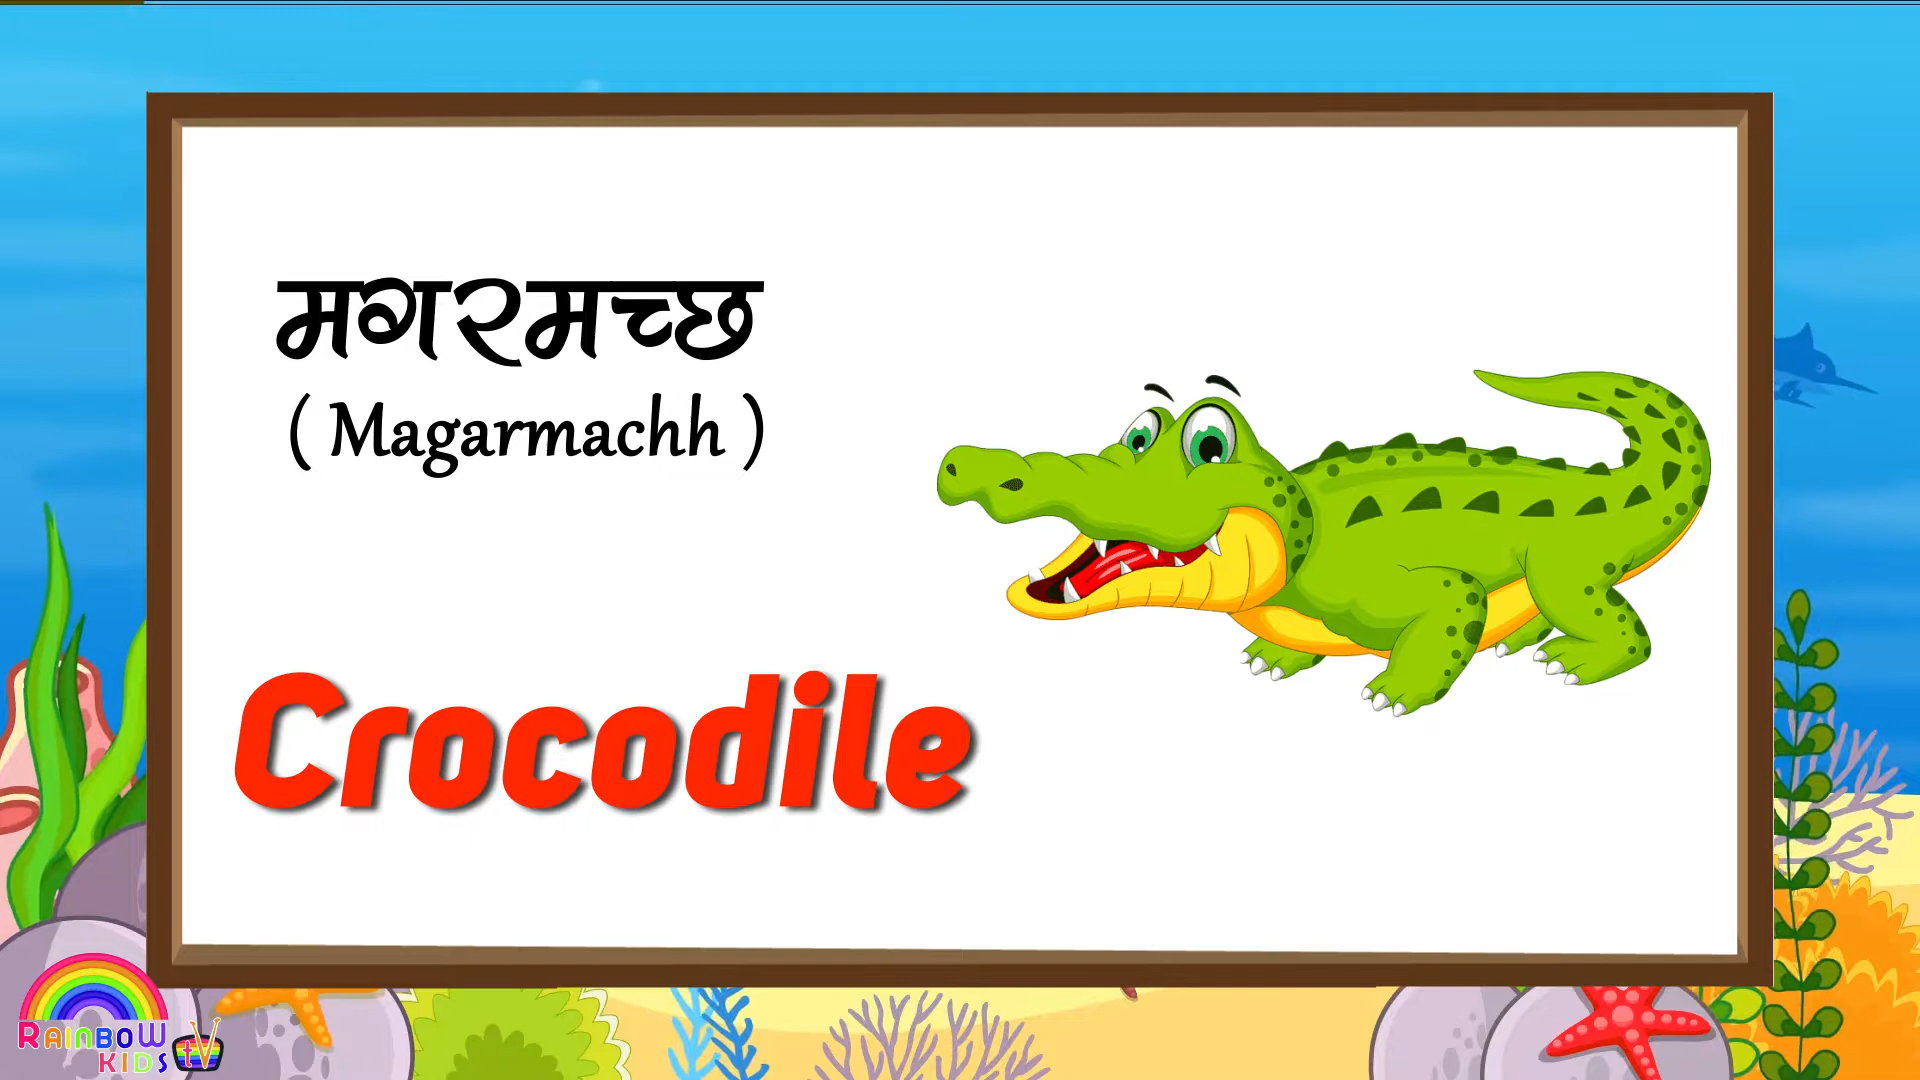 मगरमच्छ
( Magarmachh )
Crocodile
RAINBOW
KIDS tV